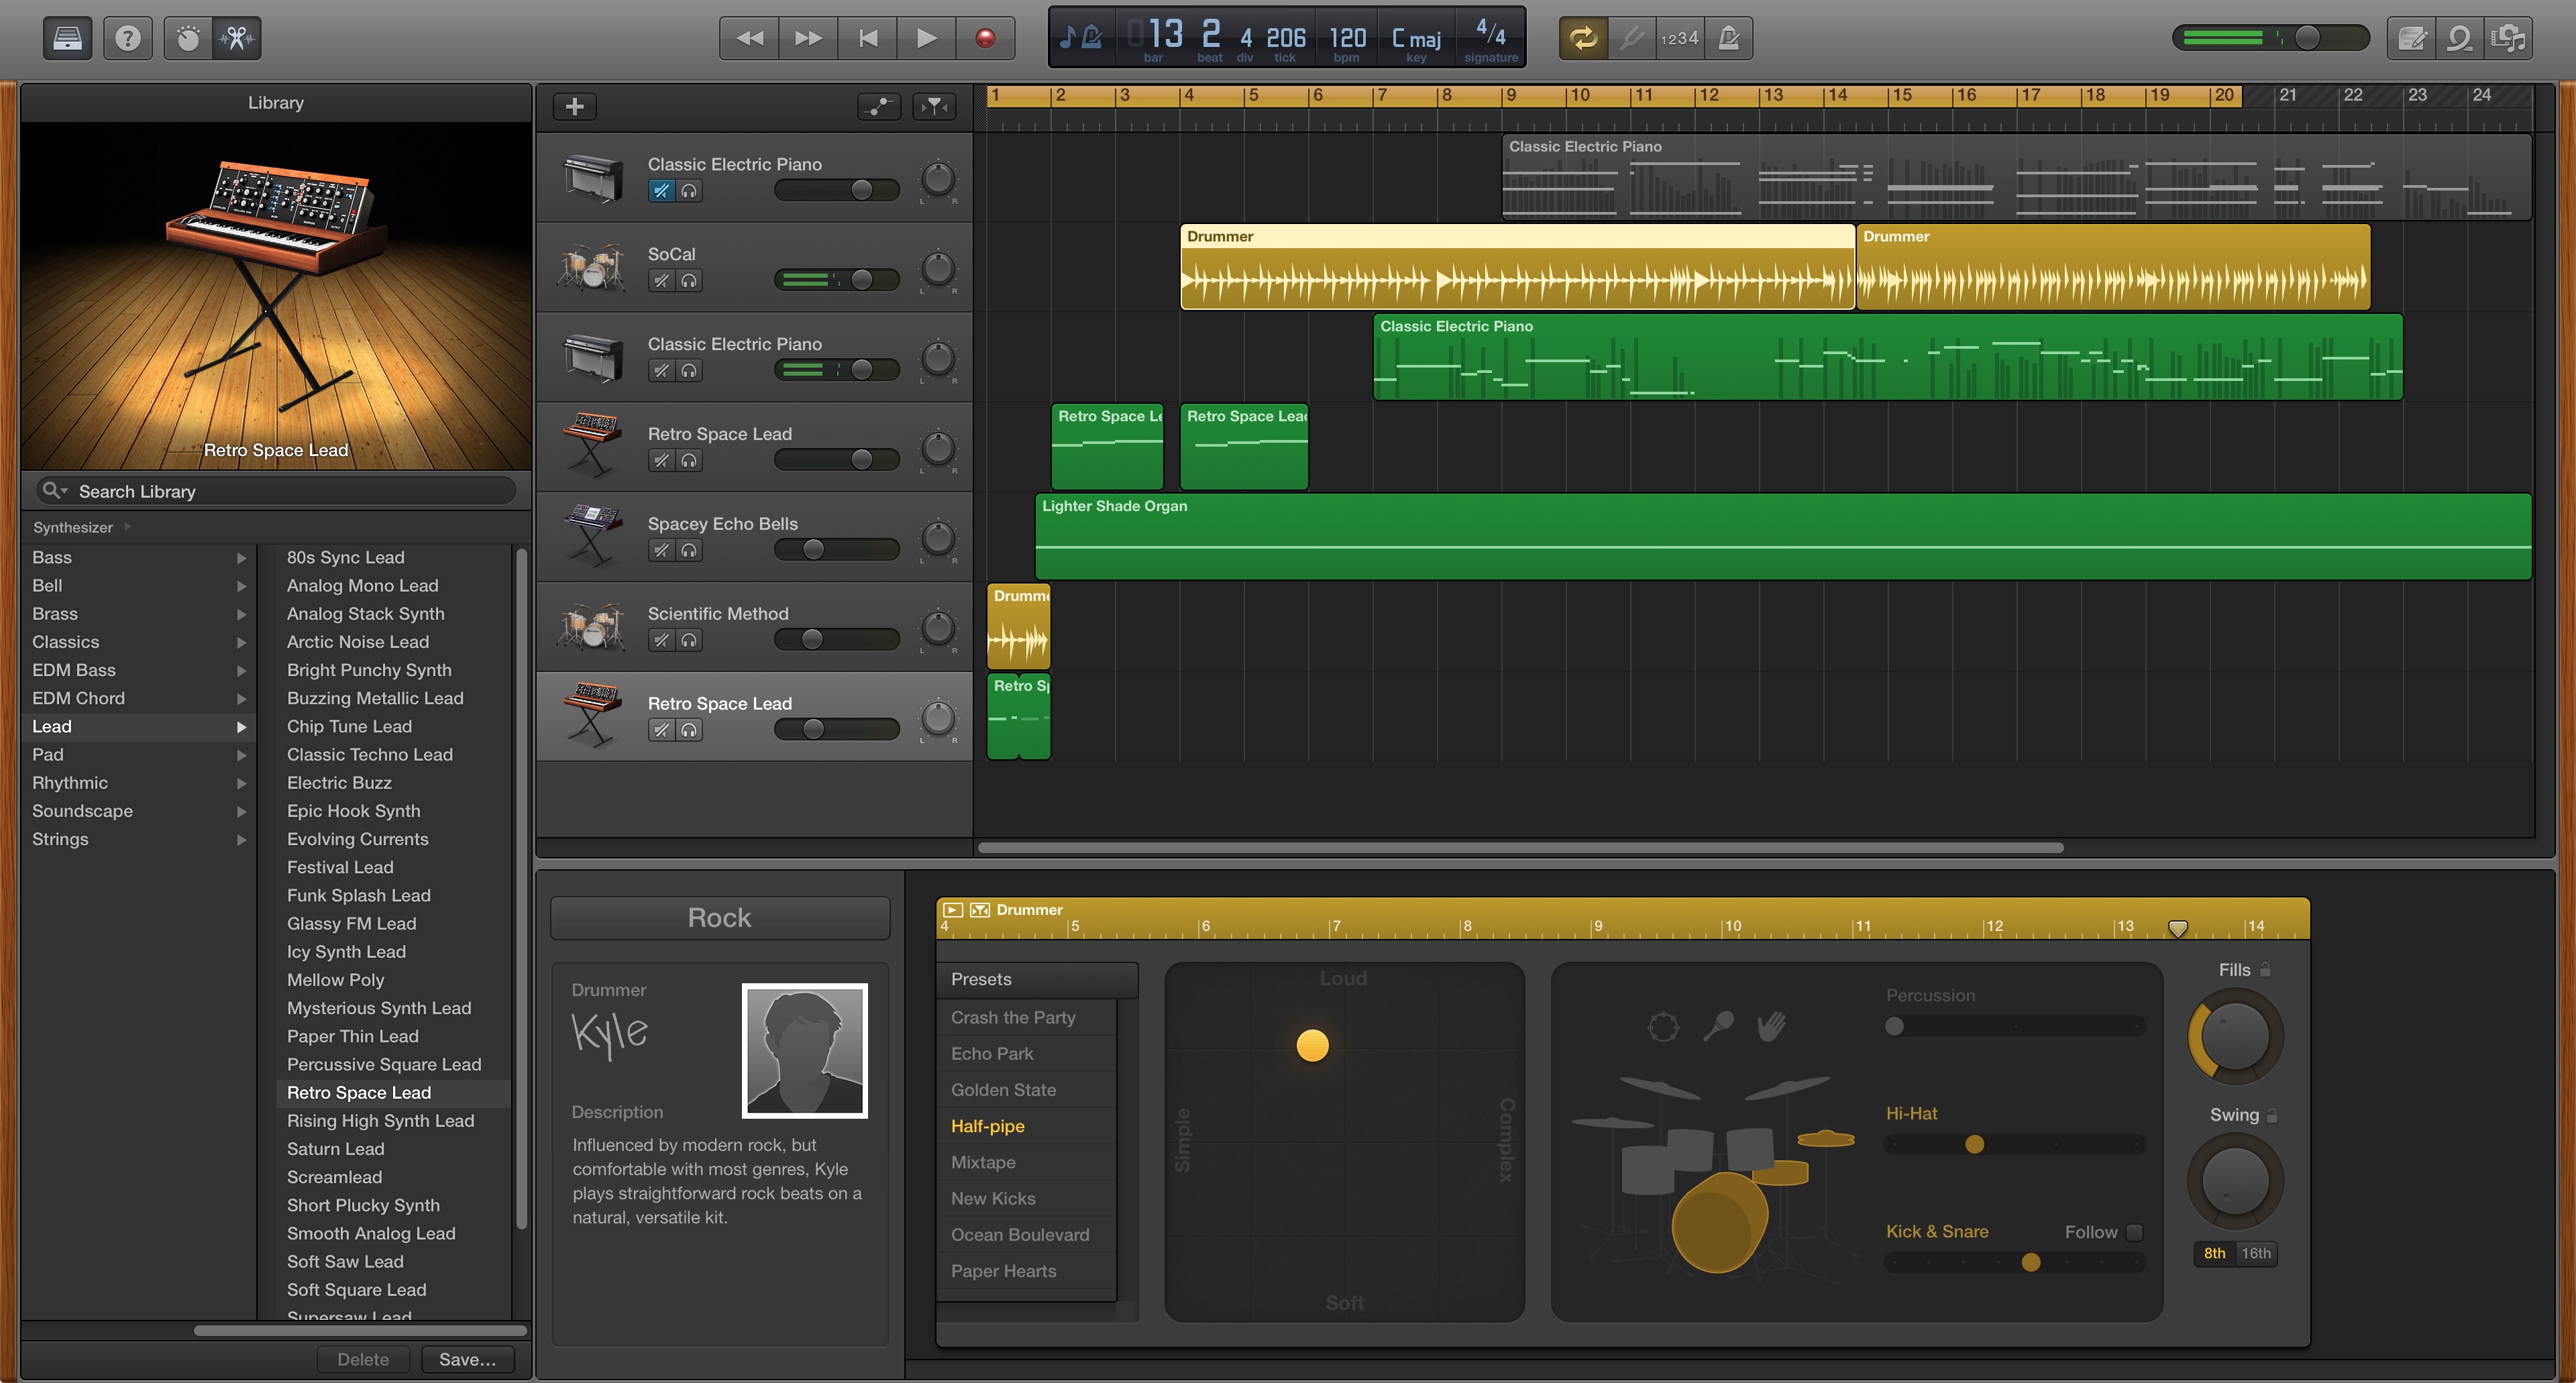 1234
13 2 4 206 120 C maj 4/4
bar beat div tick bpm key signature
Library
Retro Space Lead
Search Library
Synthesizer
Bass
Bell
Brass
Classics
EDM Bass
EDM Chord
Lead
Pad
Rhythmic
Soundscape
Strings
80s Sync Lead
Analog Mono Lead
Analog Stack Synth
Arctic Noise Lead
Bright Punchy Synth
Buzzing Metallic Lead
Chip Tune Lead
Classic Techno Lead
Electric Buzz
Epic Hook Synth
Evolving Currents
Festival Lead
Funk Splash Lead
Glassy FM Lead
Icy Synth Lead
Mellow Poly
Mysterious Synth Lead
Paper Thin Lead
Percussive Square Lead
Retro Space Lead
Rising High Synth Lead
Saturn Lead
Screamlead
Short Plucky Synth
Smooth Analog Lead
Soft Saw Lead
Soft Square Lead
Supersaw Lead
Delete Save...
1 2 3 4 5 6 7 8 9 10 11 12 13 14 15 16 17 18 19 20 21 22 23 24
Classic Electric Piano
L R
Classic Electric Piano
SoCal
L R
Drummer
Drummer
Classic Electric Piano
L R
Classic Electric Piano
Retro Space Lead
L R
Retro Space Le
Retro Space Lead
Spacey Echo Bells
L R
Lighter Shade Organ
Scientific Method
L R
Drumme
Retro Space Lead
L R
Retro Sp
Rock
Drummer
Kyle
Description
Influenced by modern rock, but
comfortable with most genres, Kyle
plays straightforward rock beats on a
natural, versatile kit.
Drummer
4 5 6 7 8 9 10 11 12 13 14
Presets
Crash the Party
Echo Park
Golden State
Half-pipe
Mixtape
New Kicks
Ocean Boulevard
Paper Hearts
Loud
Simple
Complex
Soft
Percussion
Hi-Hat
Kick & Snare Follow
Fills
Swing
8th 16th